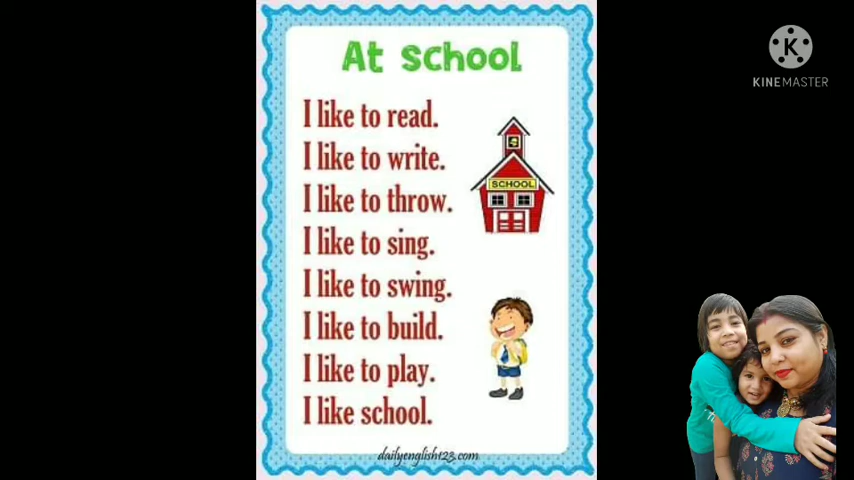 At school
I like to read.
I like to write.
I like to throw.
I like to sing.
I like to swing.
I like to build.
I like to play.
I like school.
SCHOOL
dailyenglish123.com
K
KINEMASTER